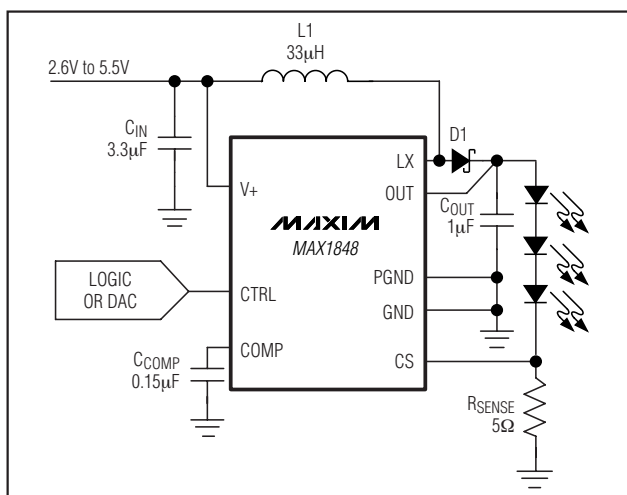 L1
33µH
2.6V to 5.5V
CIN
3.3µF
D1
LX
OUT
V+
COUT
1µF
MAXIM
MAX1848
PGND
LOGIC
OR DAC
CTRL
GND
COMP
CCOMP
0.15µF
CS
RSENSE
5Ω